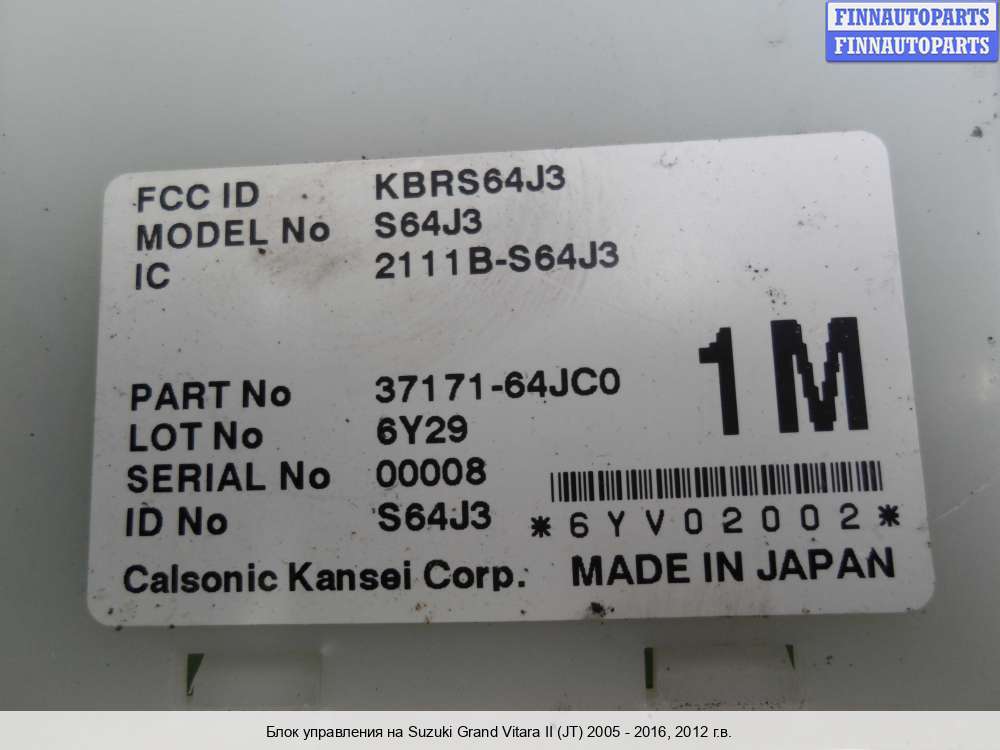 FINNAUTOPARTS
FINNAUTOPARTS
FCC ID KBRS64J3
MODEL No S64J3
IC 2111B-S64J3
1M
PART No 37171-64JC0
LOT No 6Y29
SERIAL No 00008
ID No S64J3
*6YV02002*
Calsonic Kansei Corp. MADE IN JAPAN
Блок управления на Suzuki Grand Vitara II (JT) 2005 - 2016, 2012 г.в.